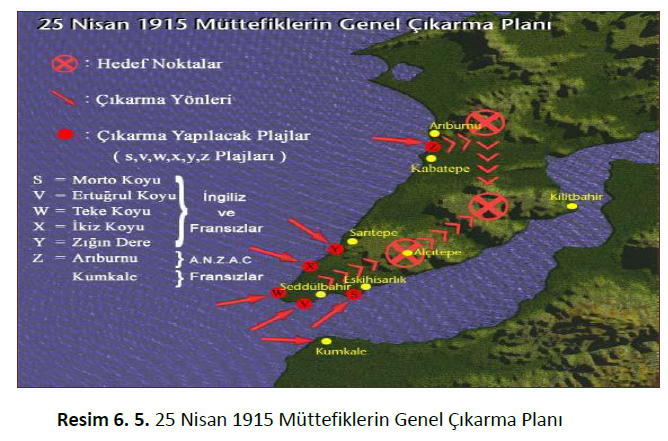 25 Nisan 1915 Müttefiklerin Genel Çıkarma Planı
: Hedef Noktalar
: Çıkarma Yönleri
: Çıkarma Yapılacak Plajlar
( s,v,w,x,y,z Plajları )
S = Morto Koyu
V = Ertuğrul Koyu
W = Teke Koyu
X = İkiz Koyu
Y = Zığın Dere
İngiliz
ve
Fransızlar
Z = Arıburnu
A.N.Z.A.C
Kumkale
Fransızlar
Arıburnu
Z
Kabatepe
Kilitbahir
Sarıtepe
Y
Alçıtepe
X
Eskihisarlık
Seddülbahir
W
S
V
Kumkale
Resim 6. 5. 25 Nisan 1915 Müttefiklerin Genel Çıkarma Planı